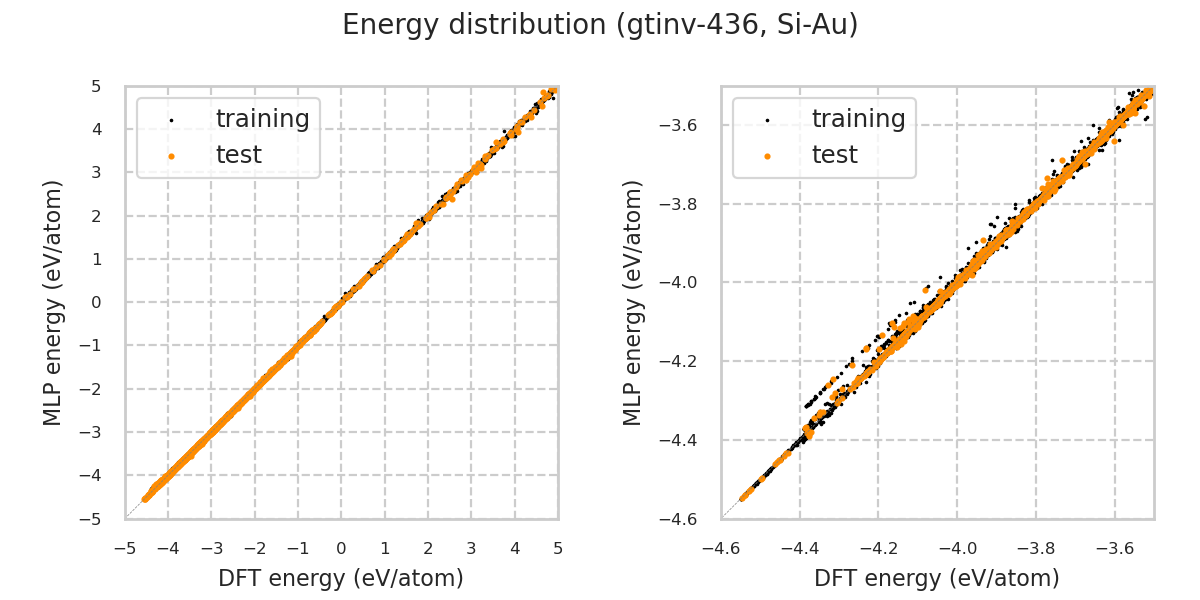 Energy distribution (gtinv-436, Si-Au)
MLP energy (eV/atom)
5
4
3
2
1
0
−1
−2
−3
−4
−5
training
test
−5 −4 −3 −2 −1 0 1 2 3 4 5
DFT energy (eV/atom)
MLP energy (eV/atom)
−3.6
−3.8
−4.0
−4.2
−4.4
−4.6
training
test
−4.6 −4.4 −4.2 −4.0 −3.8 −3.6
DFT energy (eV/atom)